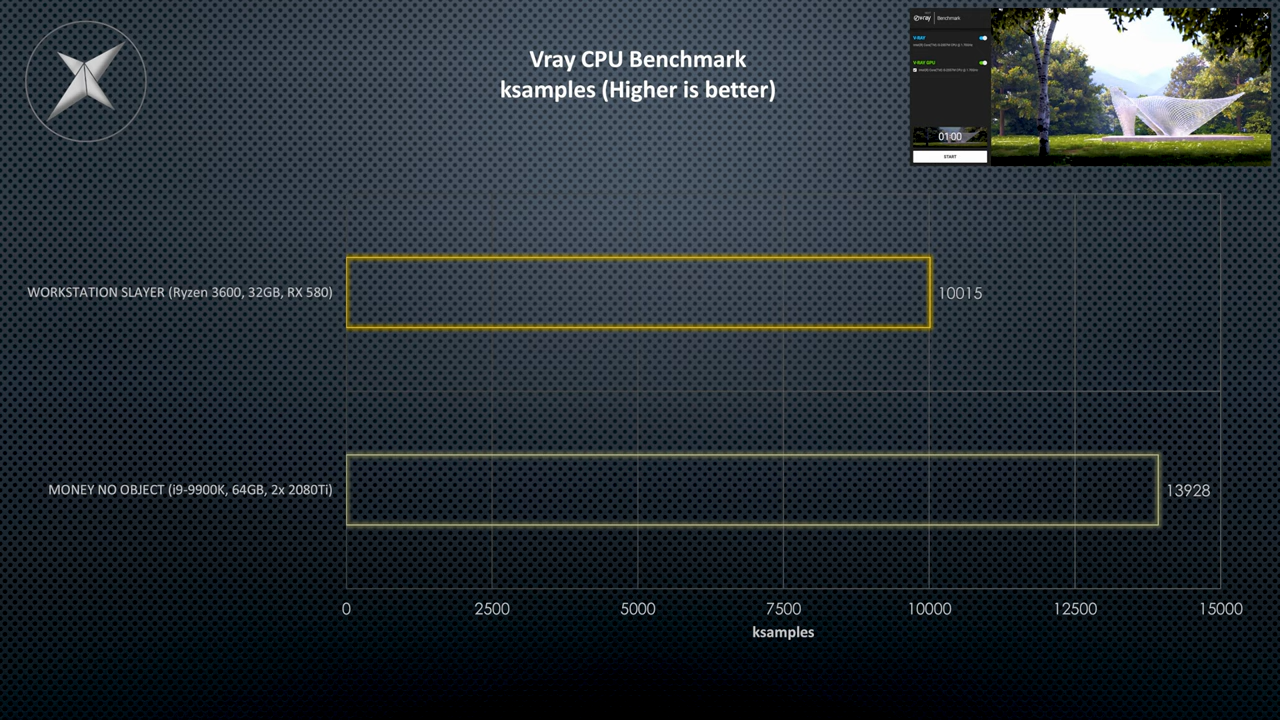 Vray CPU Benchmark
ksamples (Higher is better)
vray | Benchmark
V-RAY
V-RAY GPU
01:00
START
WORKSTATION SLAYER (Ryzen 3600, 32GB, RX 580)
10015
MONEY NO OBJECT (i9-9900K, 64GB, 2x 2080Ti)
13928
0 2500 5000 7500 10000 12500 15000
ksamples